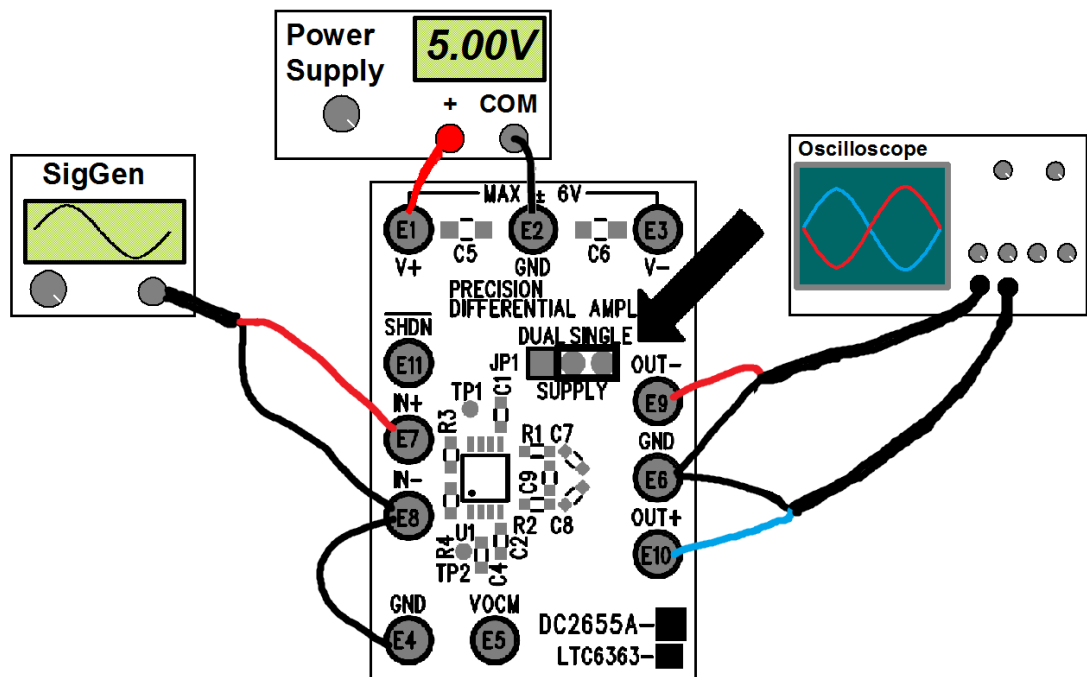 Power
Supply
5.00V
+ COM
SigGen
Oscilloscope
MAX ± 6V
E1
E2
E3
V+
C5
GND
C6
V-
PRECISION
DIFFERENTIAL AMPL
SHDN
E11
DUAL SINGLE
JP1
SUPPLY
OUT-
E9
IN+
E7
TP1
C1
R3
R1
C7
GND
E6
IN-
E8
C9
R2
C8
OUT+
E10
U1
R4
TP2
C4
C2
GND
E4
VOCM
E5
DC2655A-
LTC6363-